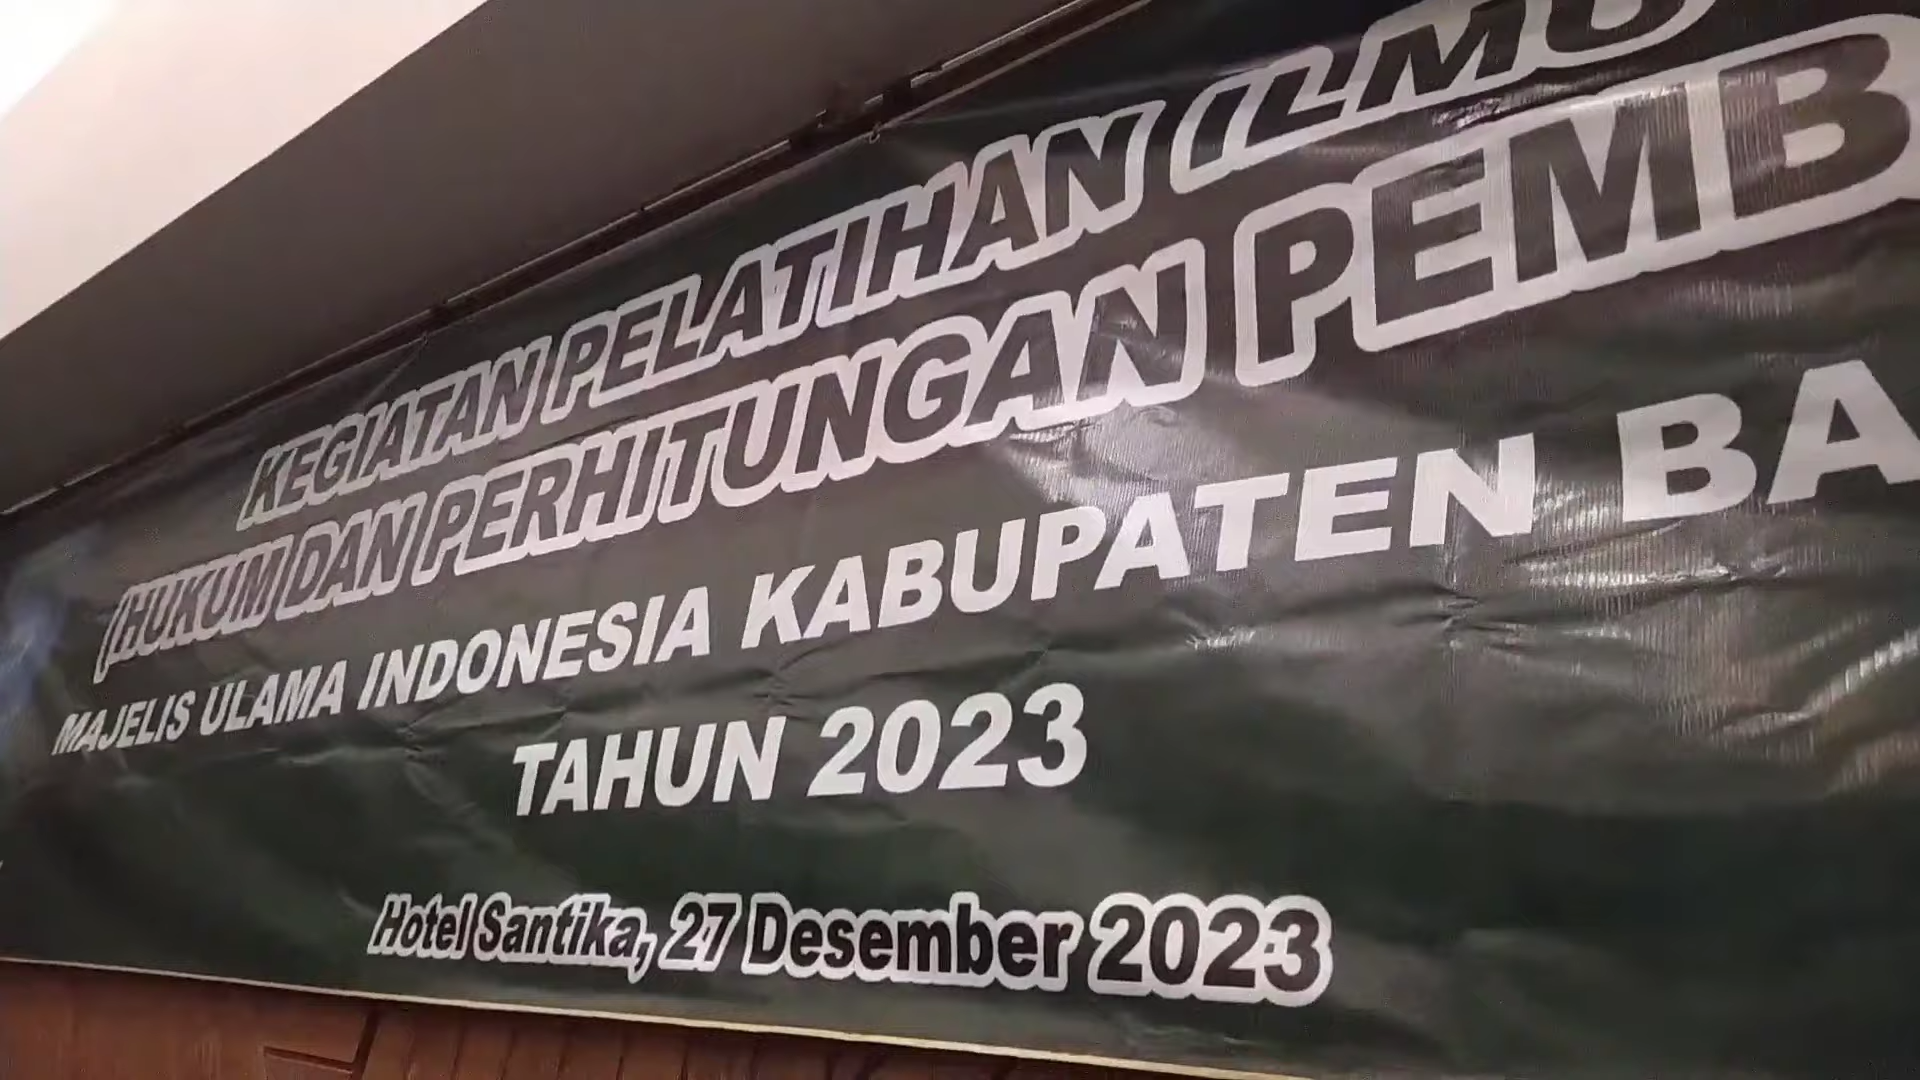 KEGIATAN PELATIHAN ILMU
(HUKUM DAN PERHITUNGAN PEMB
MAJELIS ULAMA INDONESIA KABUPATEN BA
TAHUN 2023
Hotel Santika, 27 Desember 2023